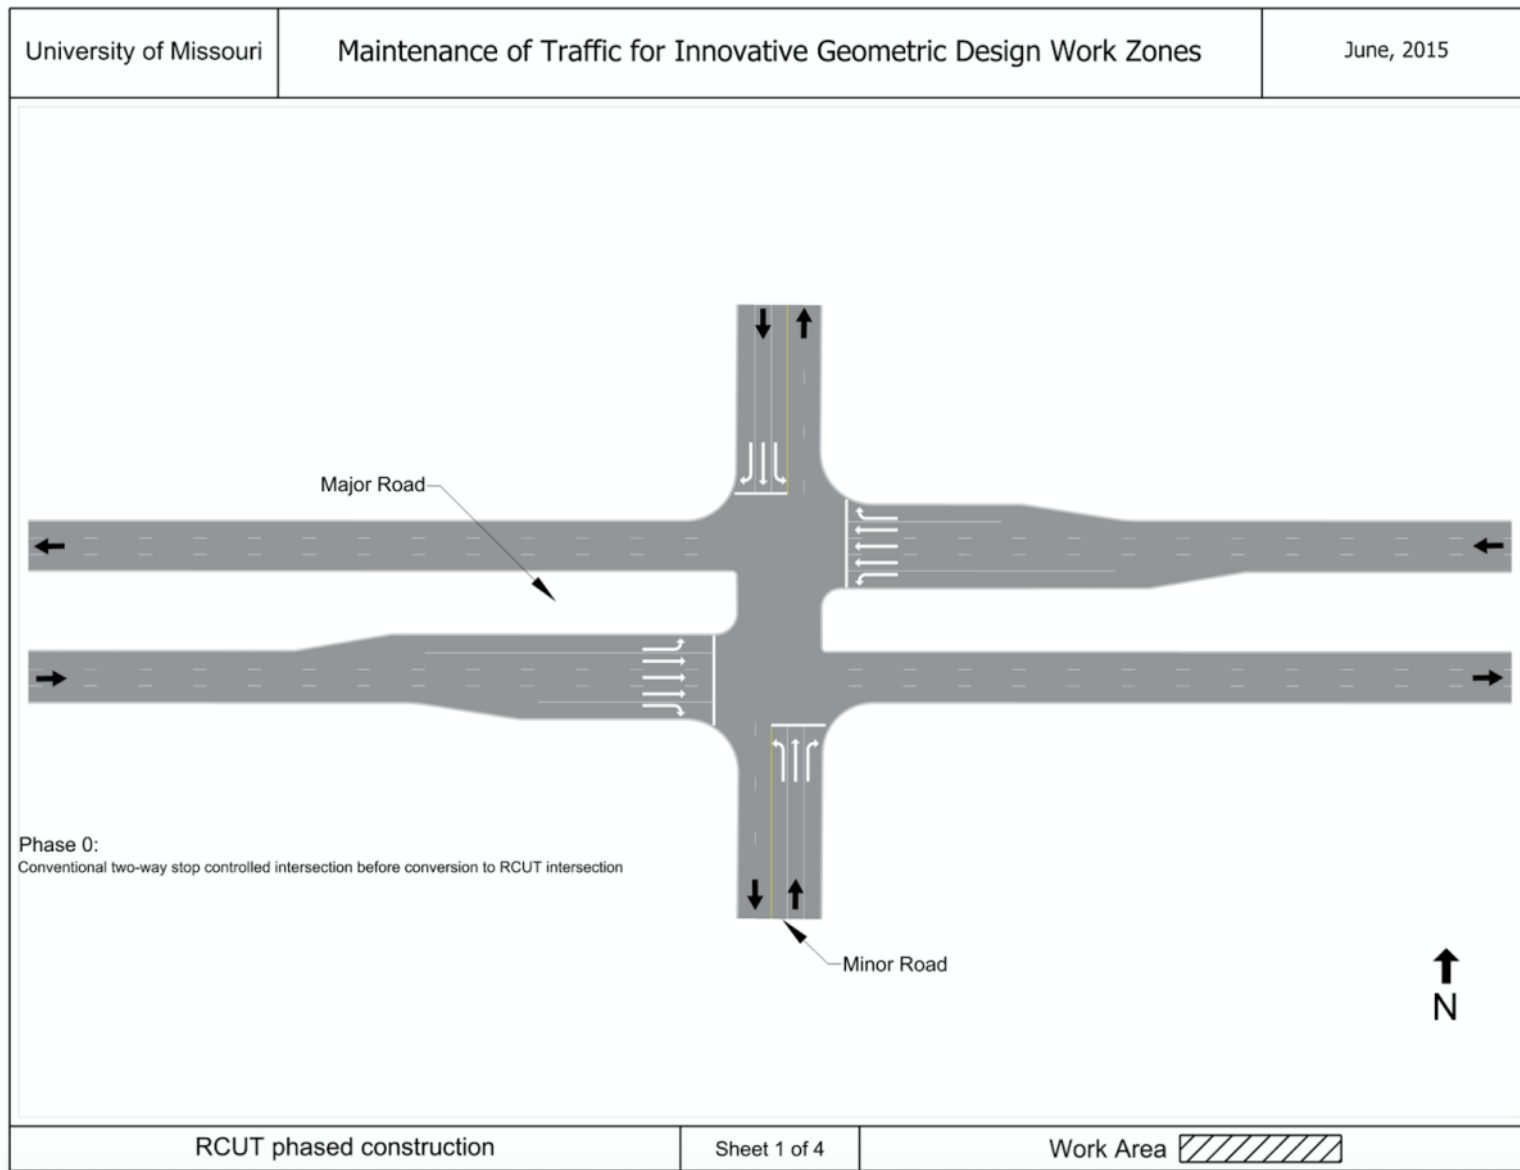 University of Missouri
Maintenance of Traffic for Innovative Geometric Design Work Zones
June, 2015
Major Road
Phase 0:
Conventional two-way stop controlled intersection before conversion to RCUT intersection
Minor Road
N
RCUT phased construction
Sheet 1 of 4
Work Area